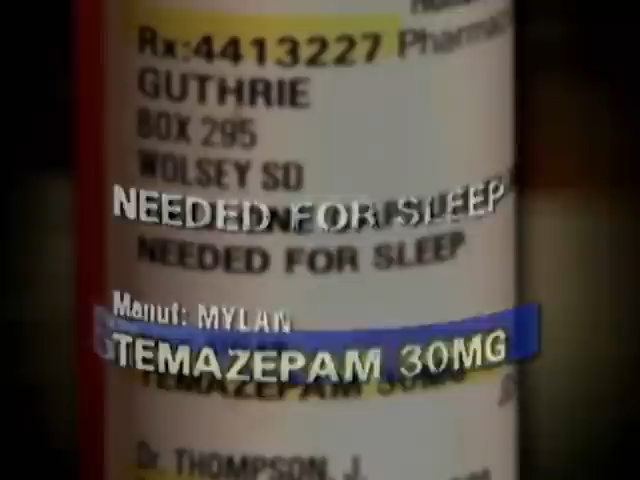 Rx:4413227 Pharmac
GUTHRIE
BOX 295
WOLSEY SD
NEEDED FOR SLEEP
NEEDED FOR SLEEP
Manuf: MYLAN
TEMAZEPAM 30MG
TEMAZEPAM 30MG
Dr. THOMPSON, J.